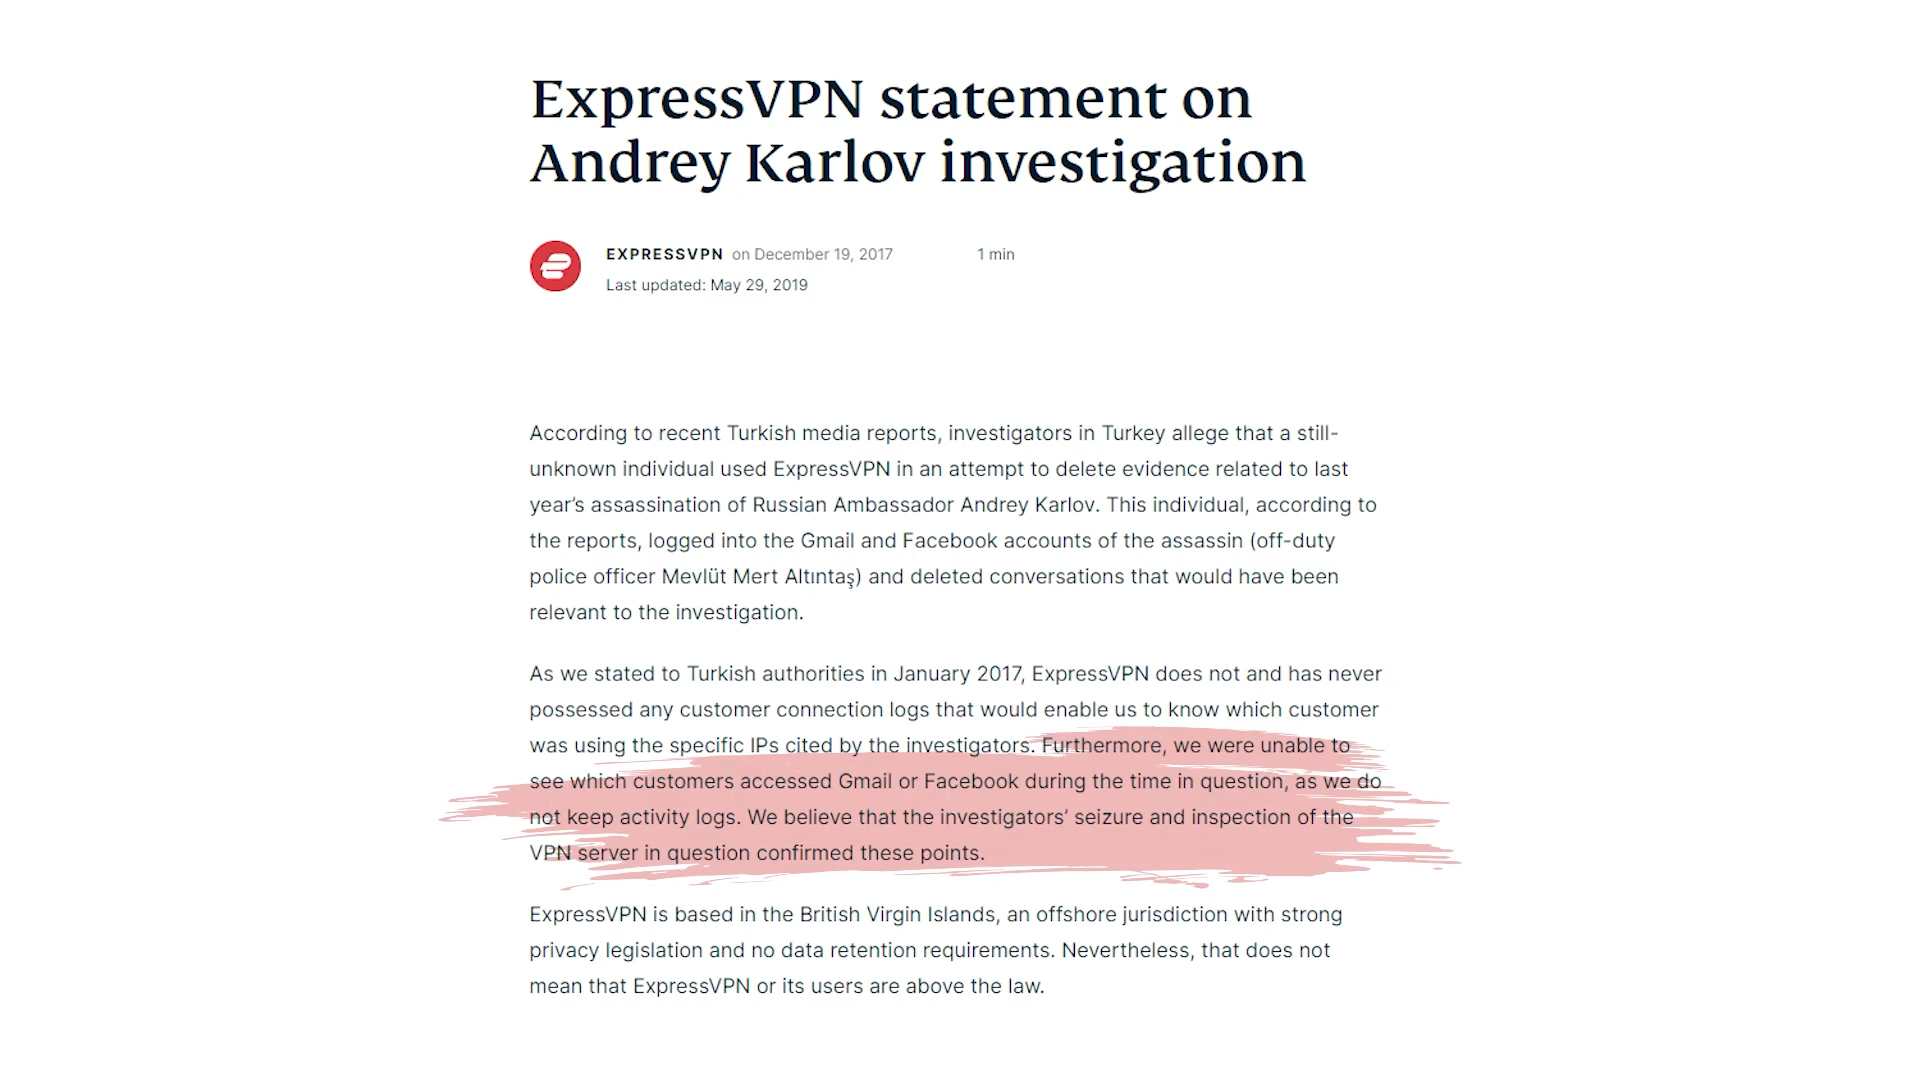 ExpressVPN statement on
Andrey Karlov investigation
EXPRESSVPN on December 19, 2017 1 min
Last updated: May 29, 2019
According to recent Turkish media reports, investigators in Turkey allege that a still-
unknown individual used ExpressVPN in an attempt to delete evidence related to last
year’s assassination of Russian Ambassador Andrey Karlov. This individual, according to
the reports, logged into the Gmail and Facebook accounts of the assassin (off-duty
police officer Mevlüt Mert Altıntaş) and deleted conversations that would have been
relevant to the investigation.
As we stated to Turkish authorities in January 2017, ExpressVPN does not and has never
possessed any customer connection logs that would enable us to know which customer
was using the specific IPs cited by the investigators. Furthermore, we were unable to
see which customers accessed Gmail or Facebook during the time in question, as we do
not keep activity logs. We believe that the investigators’ seizure and inspection of the
VPN server in question confirmed these points.
ExpressVPN is based in the British Virgin Islands, an offshore jurisdiction with strong
privacy legislation and no data retention requirements. Nevertheless, that does not
mean that ExpressVPN or its users are above the law.